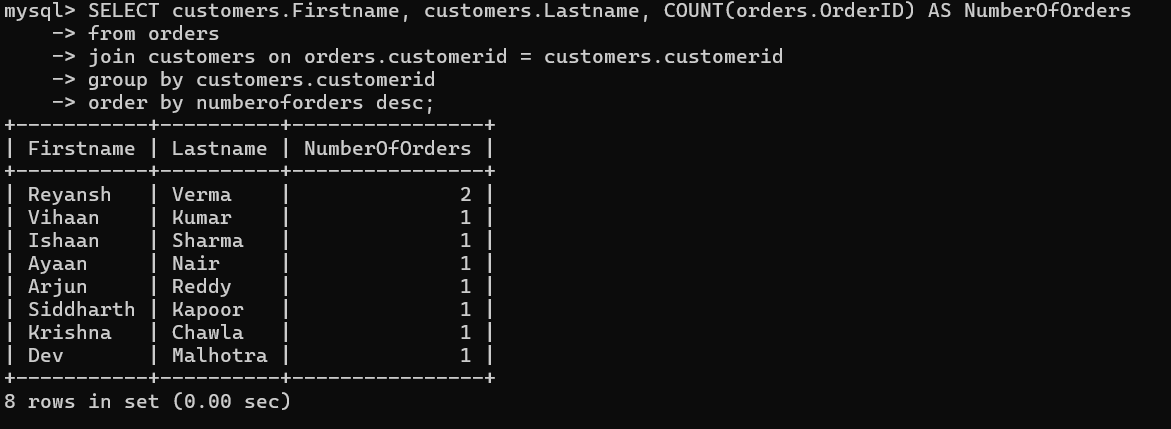 mysql> SELECT customers.Firstname, customers.Lastname, COUNT(orders.OrderID) AS NumberOfOrders
    -> from orders
    -> join customers on orders.customerid = customers.customerid
    -> group by customers.customerid
    -> order by numberoforders desc;
+-----------+----------+----------------+
| Firstname | Lastname | NumberOfOrders |
+-----------+----------+----------------+
| Reyansh   | Verma    |              2 |
| Vihaan    | Kumar    |              1 |
| Ishaan    | Sharma   |              1 |
| Ayaan     | Nair     |              1 |
| Arjun     | Reddy    |              1 |
| Siddharth | Kapoor   |              1 |
| Krishna   | Chawla   |              1 |
| Dev       | Malhotra |              1 |
+-----------+----------+----------------+
8 rows in set (0.00 sec)